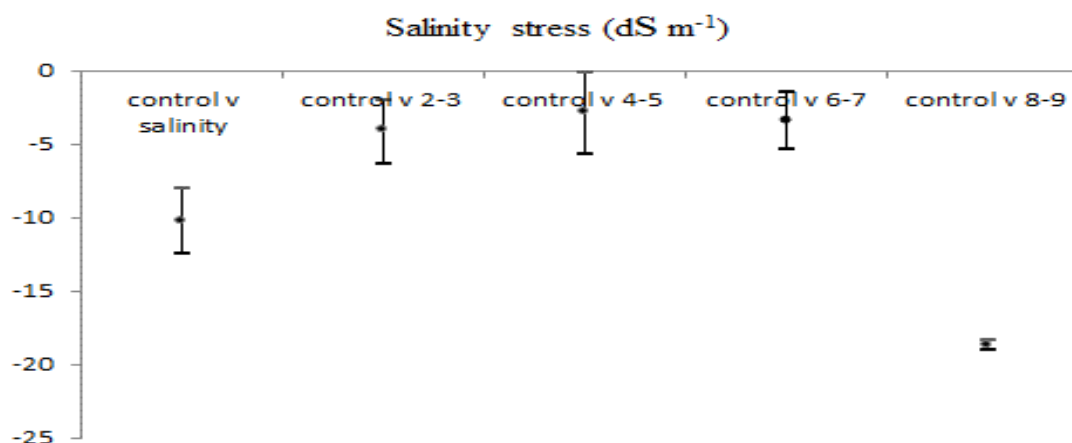 Salinity stress (dS m-1)
0
control v salinity
control v 2-3
control v 4-5
control v 6-7
control v 8-9
-5
-10
-15
-20
-25